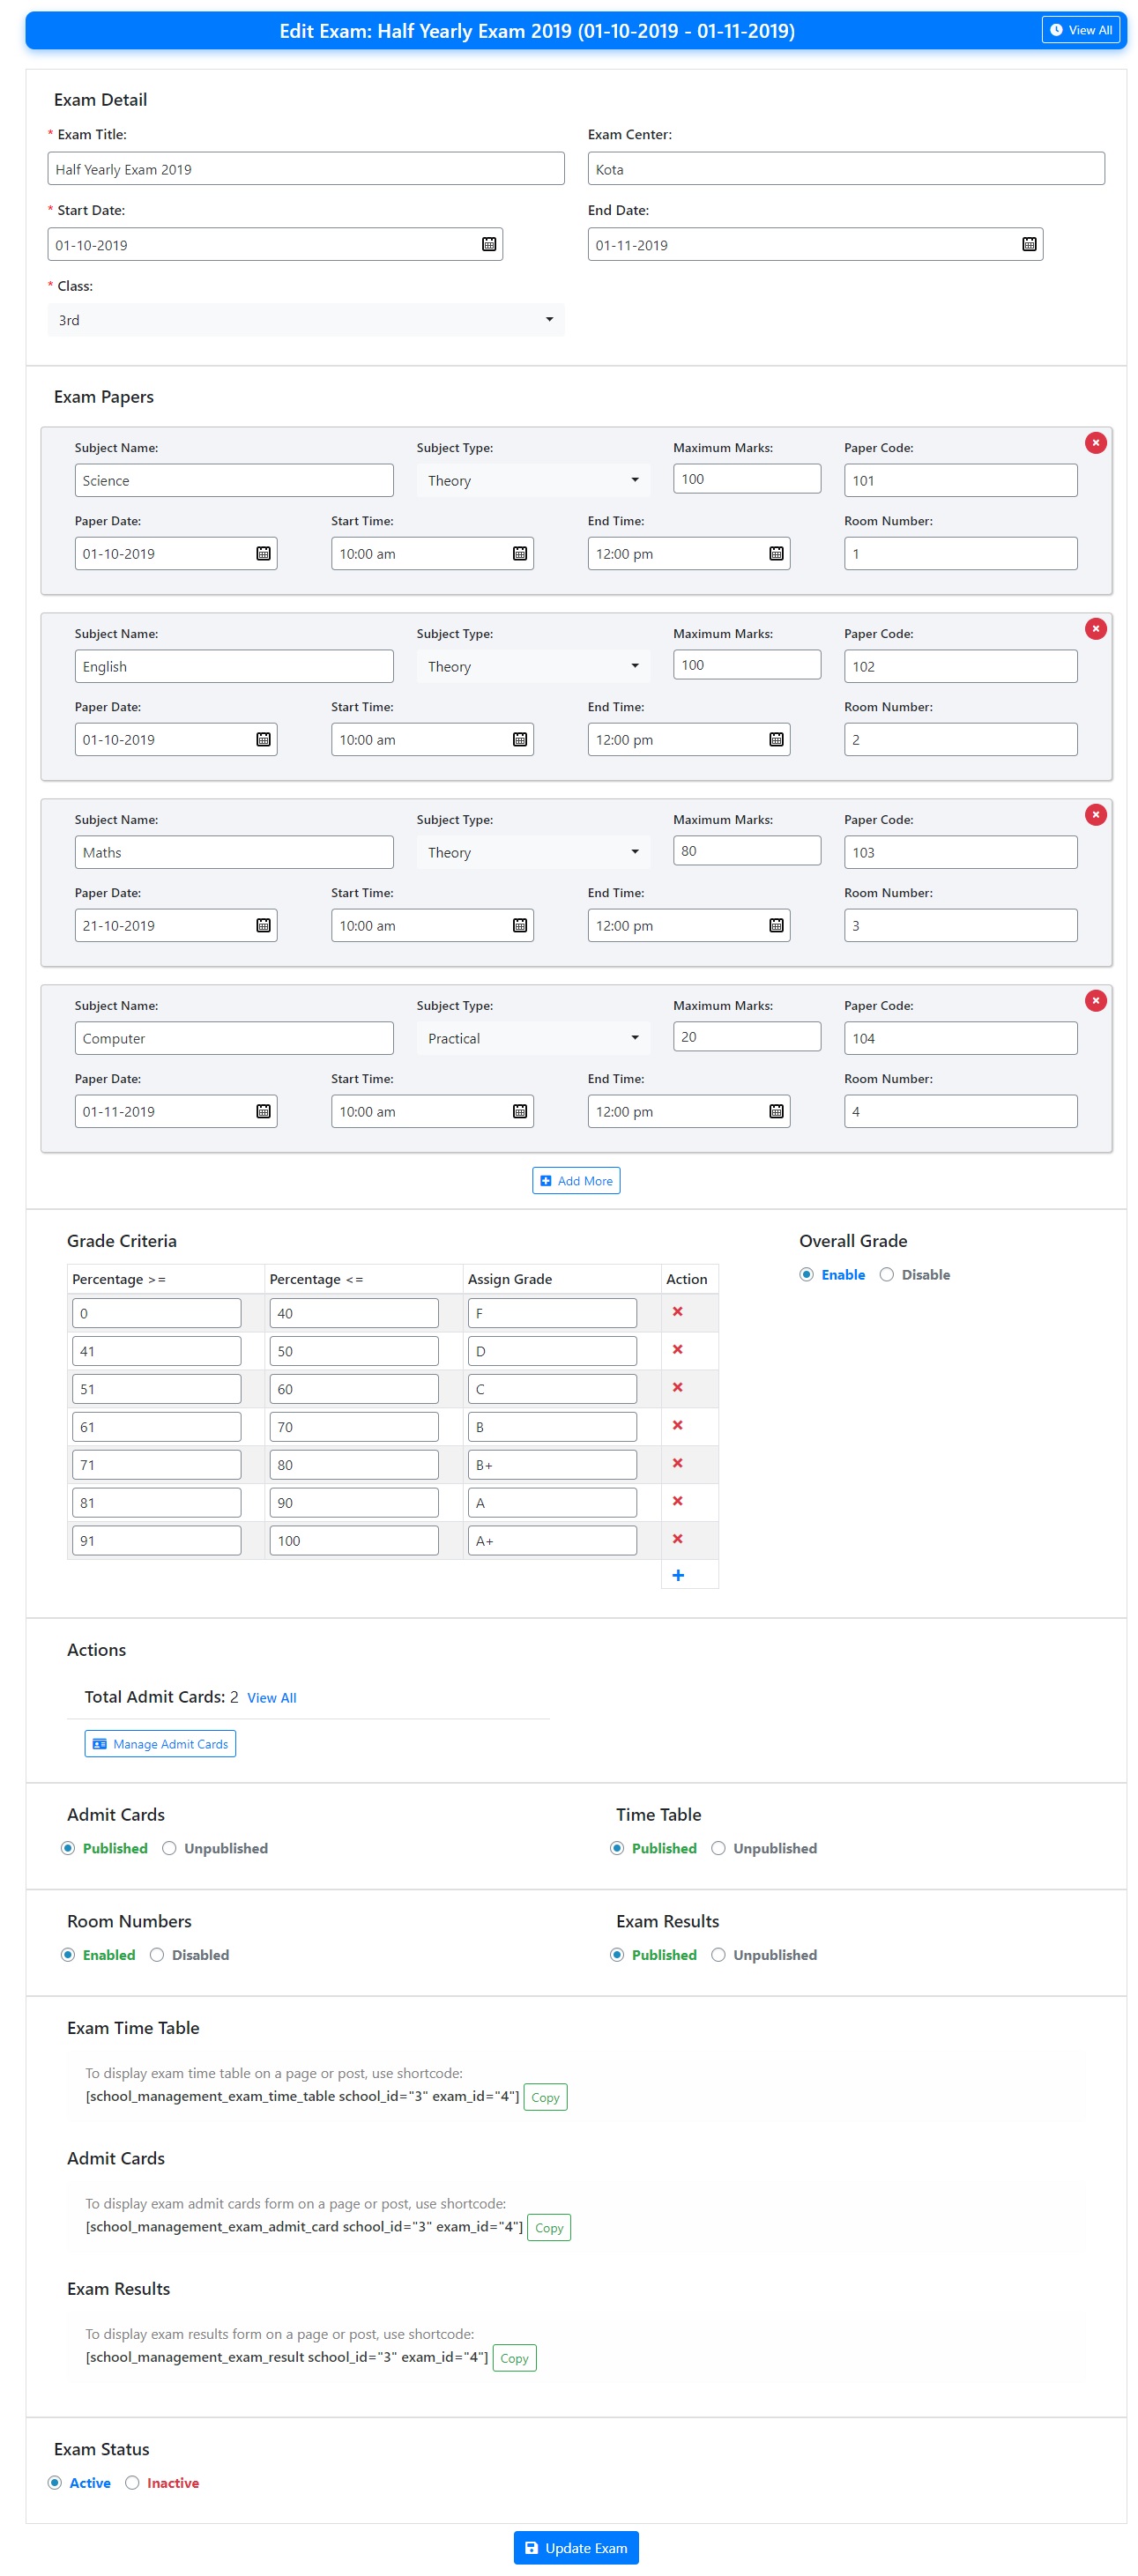 Edit Exam: Half Yearly Exam 2019 (01-10-2019 - 01-11-2019)
View All
Exam Detail
* Exam Title: Exam Center:
Half Yearly Exam 2019 Kota
* Start Date: End Date:
01-10-2019 01-11-2019
* Class:
3rd
Exam Papers
Subject Name: Subject Type: Maximum Marks: Paper Code:
Science Theory 100 101
Paper Date: Start Time: End Time: Room Number:
01-10-2019 10:00 am 12:00 pm 1
Subject Name: Subject Type: Maximum Marks: Paper Code:
English Theory 100 102
Paper Date: Start Time: End Time: Room Number:
01-10-2019 10:00 am 12:00 pm 2
Subject Name: Subject Type: Maximum Marks: Paper Code:
Maths Theory 80 103
Paper Date: Start Time: End Time: Room Number:
21-10-2019 10:00 am 12:00 pm 3
Subject Name: Subject Type: Maximum Marks: Paper Code:
Computer Practical 20 104
Paper Date: Start Time: End Time: Room Number:
01-11-2019 10:00 am 12:00 pm 4
Add More
Grade Criteria
Percentage >= Percentage <= Assign Grade Action
0 40 F
41 50 D
51 60 C
61 70 B
71 80 B+
81 90 A
91 100 A+
Overall Grade
Enable Disable
Actions
Total Admit Cards: 2 View All
Manage Admit Cards
Admit Cards
Published Unpublished
Time Table
Published Unpublished
Room Numbers
Enabled Disabled
Exam Results
Published Unpublished
Exam Time Table
To display exam time table on a page or post, use shortcode:
[school_management_exam_time_table school_id="3" exam_id="4"] Copy
Admit Cards
To display exam admit cards form on a page or post, use shortcode:
[school_management_exam_admit_card school_id="3" exam_id="4"] Copy
Exam Results
To display exam results form on a page or post, use shortcode:
[school_management_exam_result school_id="3" exam_id="4"] Copy
Exam Status
Active Inactive
Update Exam